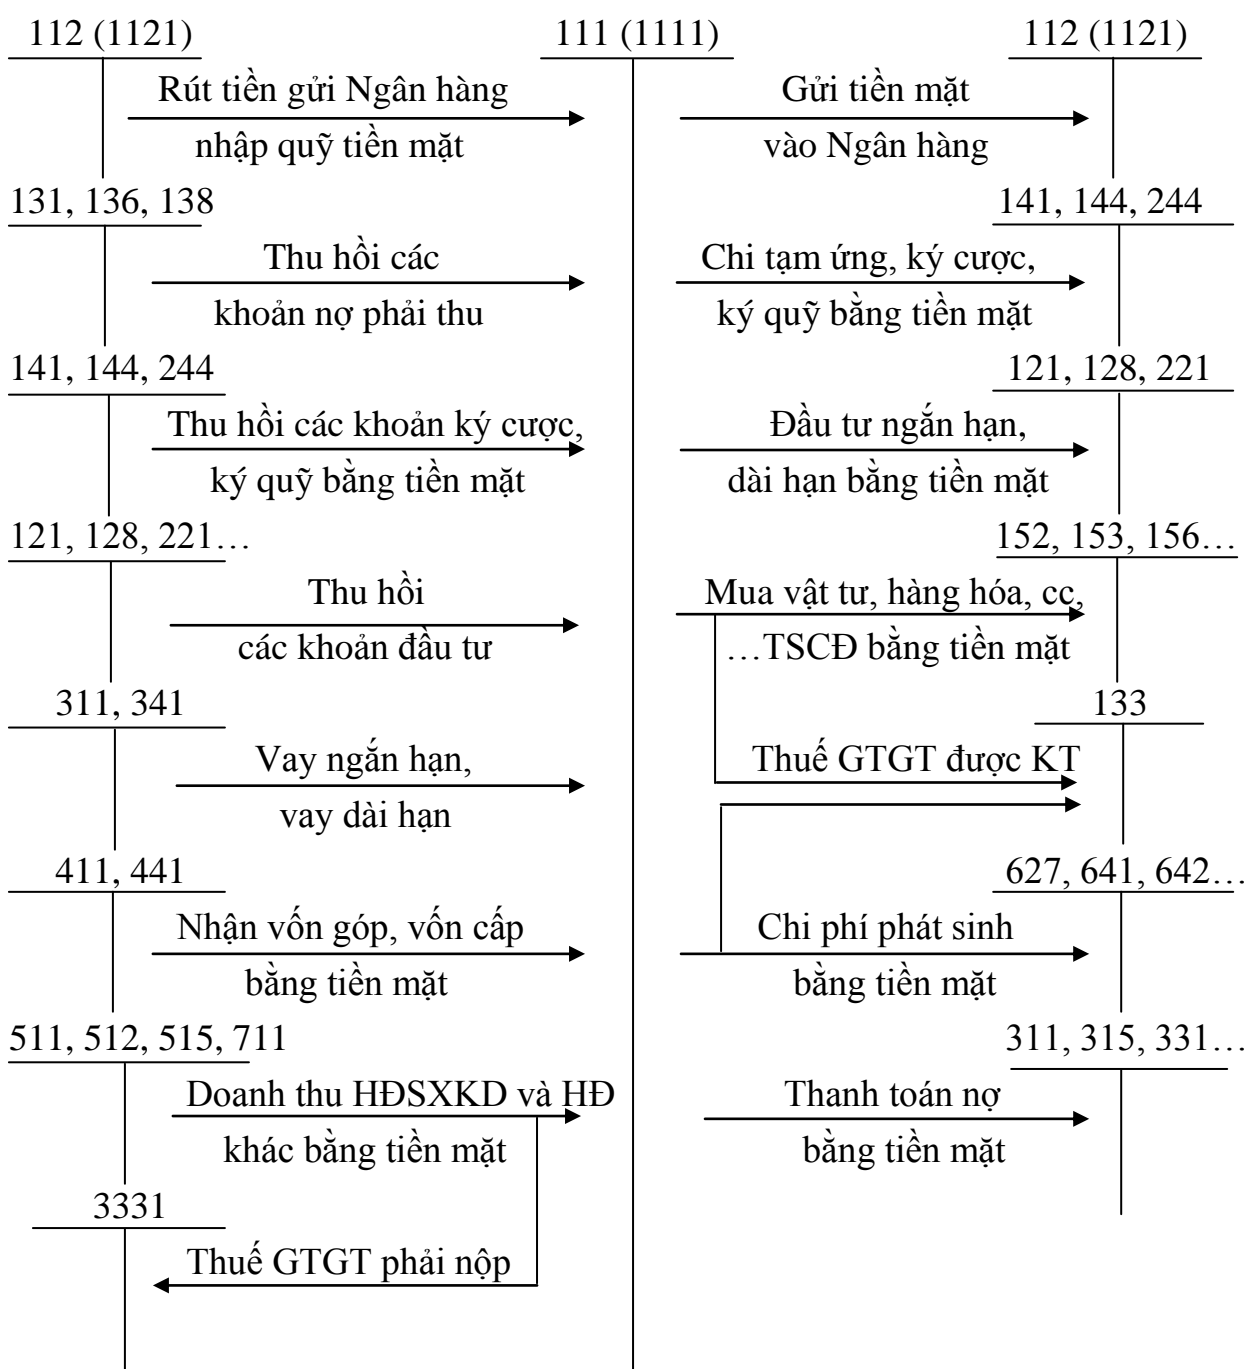 112 (1121)
111 (1111)
112 (1121)
Rút tiền gửi Ngân hàng
nhập quỹ tiền mặt
Gửi tiền mặt
vào Ngân hàng
131, 136, 138
141, 144, 244
Thu hồi các
khoản nợ phải thu
Chi tạm ứng, ký cược,
ký quỹ bằng tiền mặt
141, 144, 244
121, 128, 221
Thu hồi các khoản ký cược,
ký quỹ bằng tiền mặt
Đầu tư ngắn hạn,
dài hạn bằng tiền mặt
121, 128, 221…
152, 153, 156…
Thu hồi
các khoản đầu tư
Mua vật tư, hàng hóa, cc,
…TSCĐ bằng tiền mặt
311, 341
133
Vay ngắn hạn,
vay dài hạn
Thuế GTGT được KT
411, 441
627, 641, 642…
Nhận vốn góp, vốn cấp
bằng tiền mặt
Chi phí phát sinh
bằng tiền mặt
511, 512, 515, 711
311, 315, 331…
Doanh thu HĐSXKD và HĐ
khác bằng tiền mặt
Thanh toán nợ
bằng tiền mặt
3331
Thuế GTGT phải nộp